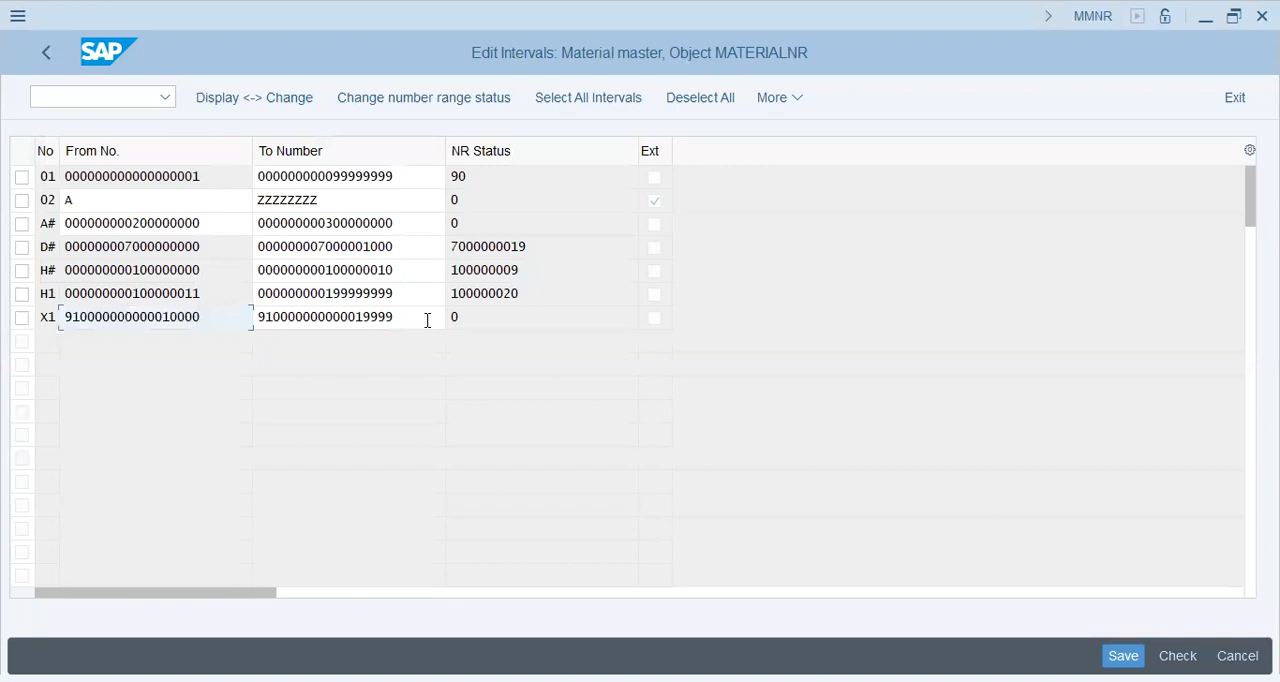 MMNR
SAP
Edit Intervals: Material master, Object MATERIALNR
Display <-> Change Change number range status Select All Intervals Deselect All More Exit
No From No. To Number NR Status Ext
01 000000000000000001 000000000099999999 90
02 A ZZZZZZZZ 0
A# 000000000200000000 000000000300000000 0
D# 000000007000000000 000000007000001000 7000000019
H# 000000000100000000 000000000100000010 100000009
H1 000000000100000011 000000000199999999 100000020
X1 910000000000010000 910000000000019999 0
Save Check Cancel